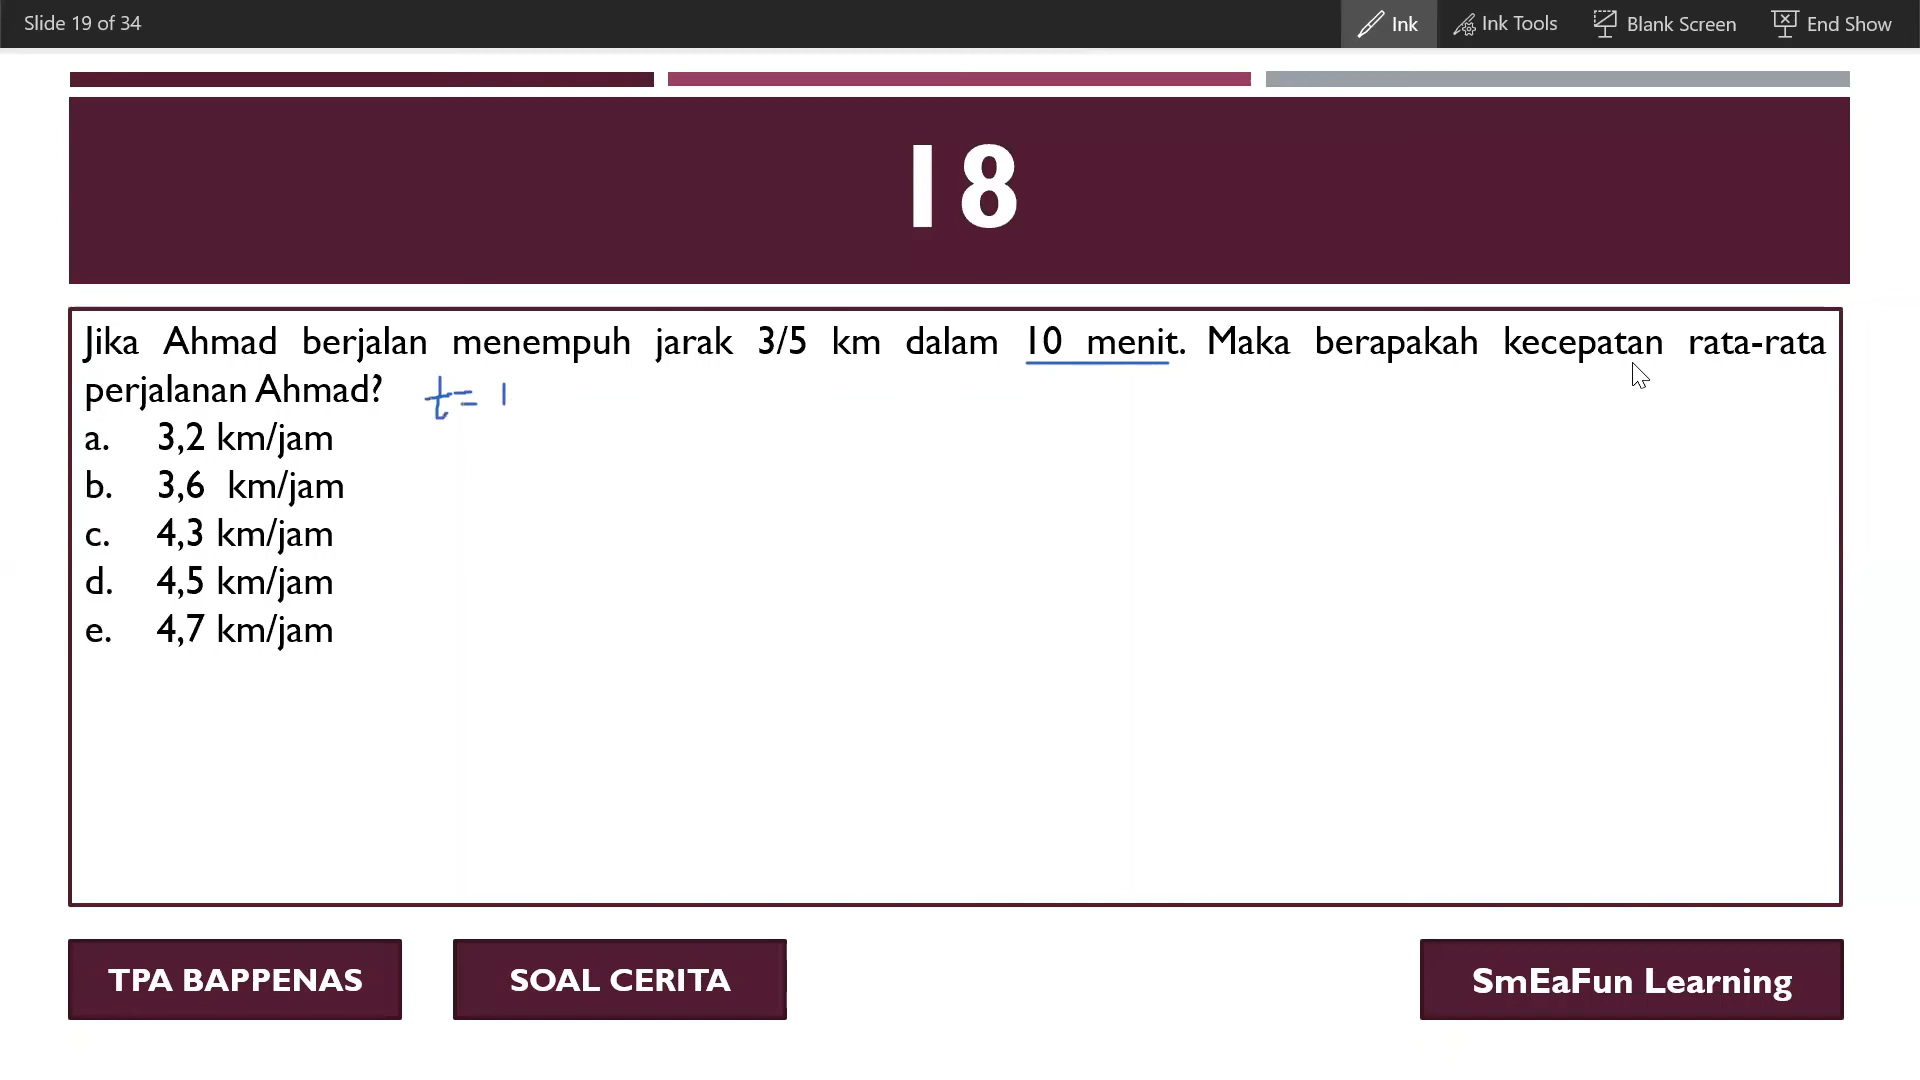 Slide 19 of 34
Ink
Ink Tools
Blank Screen
End Show
18
Jika Ahmad berjalan menempuh jarak 3/5 km dalam 10 menit. Maka berapakah kecepatan rata-rata
perjalanan Ahmad?
t= 1
a. 3,2 km/jam
b. 3,6 km/jam
c. 4,3 km/jam
d. 4,5 km/jam
e. 4,7 km/jam
TPA BAPPENAS
SOAL CERITA
SmEaFun Learning